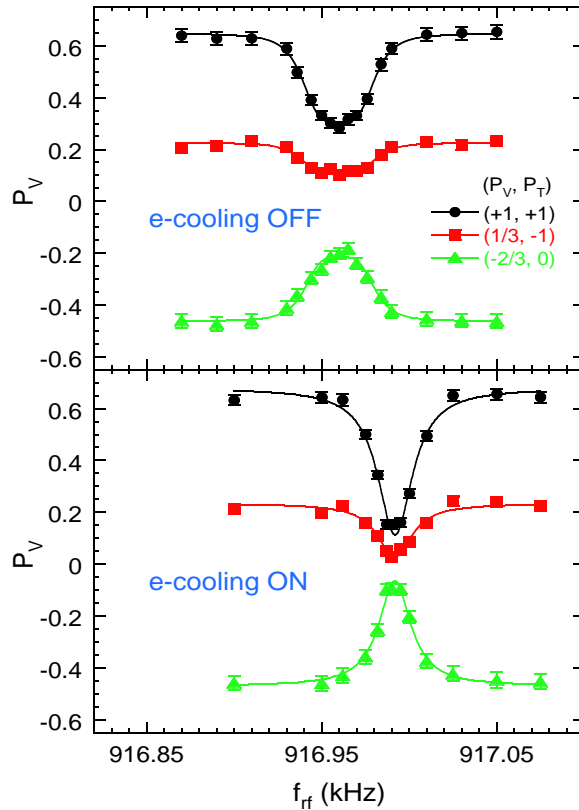 0.6
0.4
0.2
0
-0.2
-0.4
-0.6
P_V
e-cooling OFF
(P_V, P_T)
(+1, +1)
(1/3, -1)
(-2/3, 0)
0.6
0.4
0.2
0
-0.2
-0.4
-0.6
P_V
e-cooling ON
916.85 916.95 917.05
f_rf (kHz)